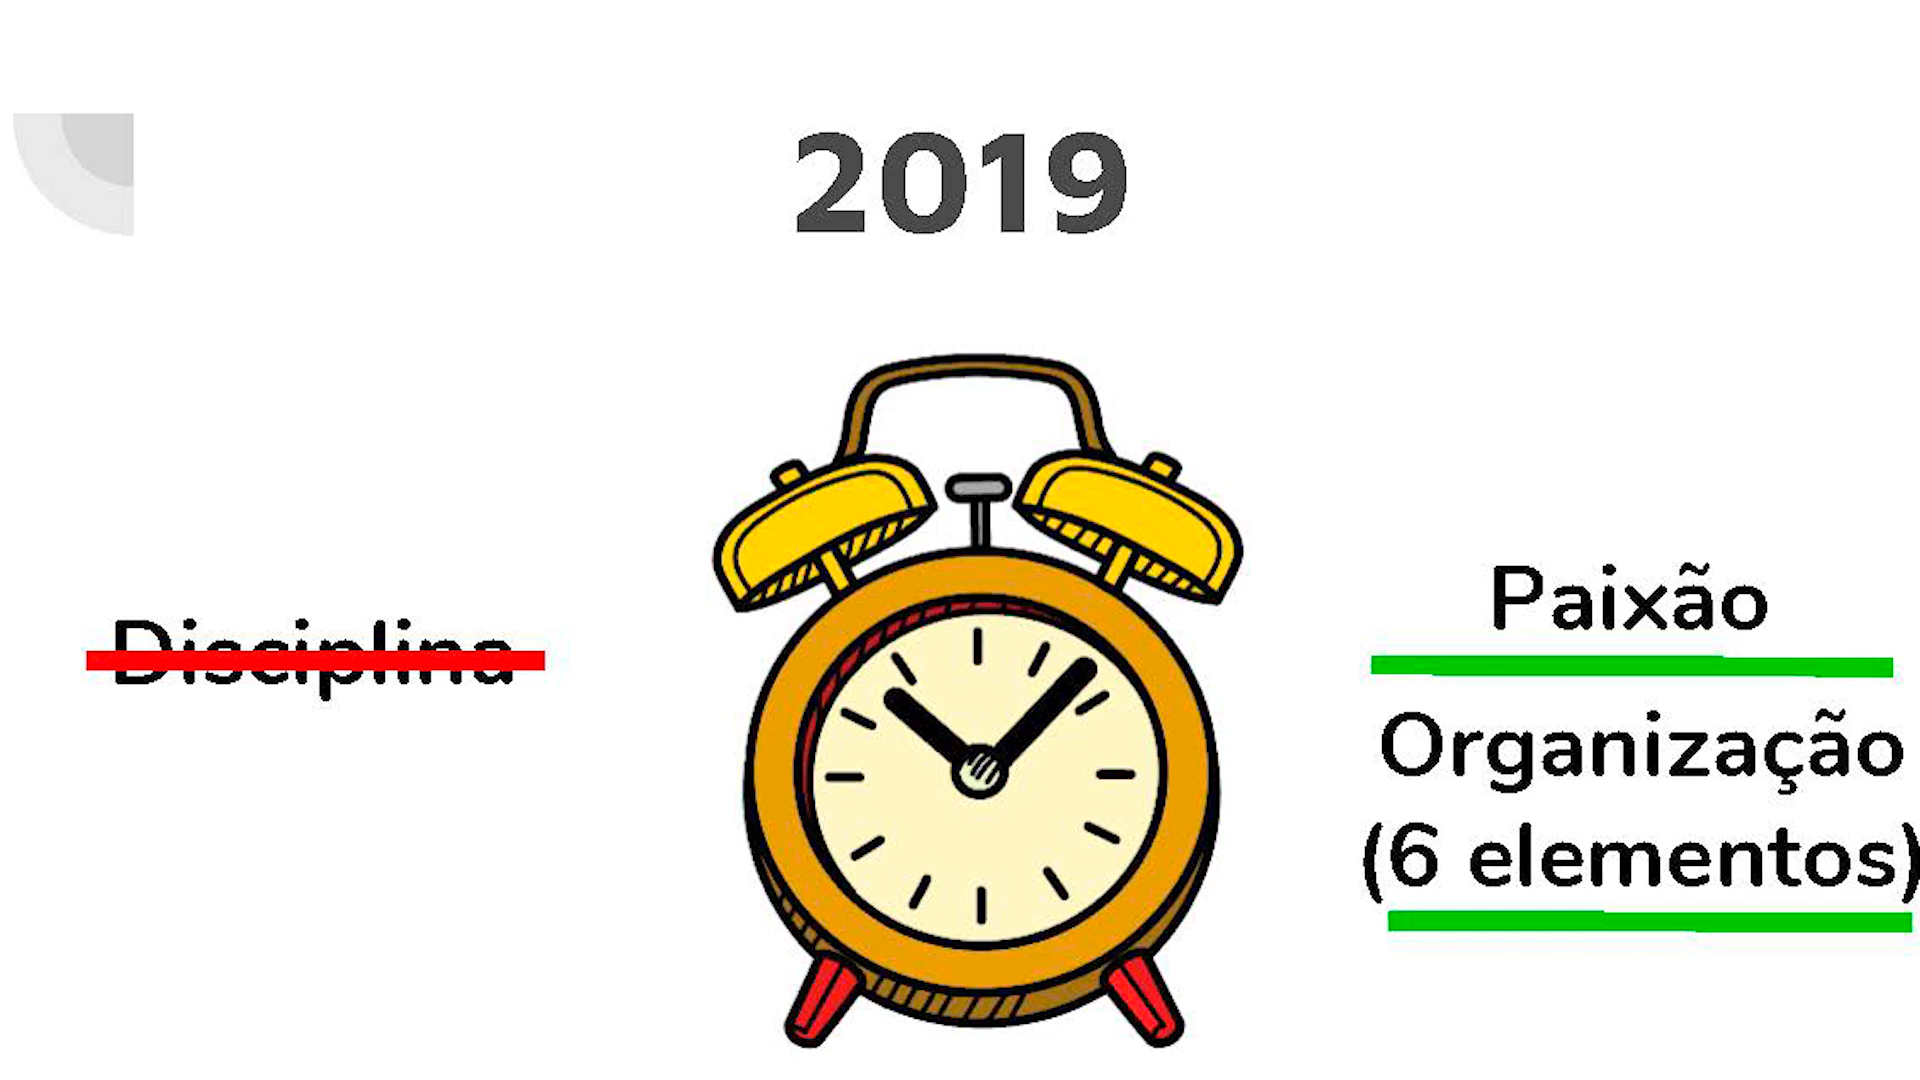 2019
Disciplina
Paixão
Organização
(6 elementos)